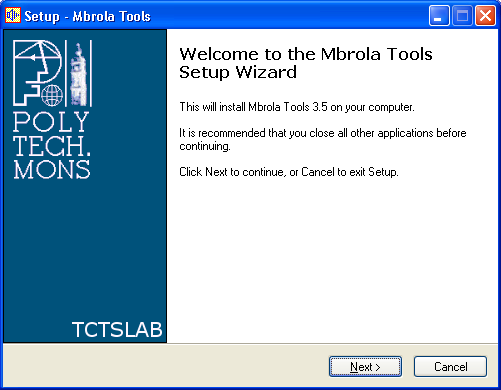 Setup - Mbrola Tools
POLY
TECH.
MONS
TCTSLAB
Welcome to the Mbrola Tools
Setup Wizard
This will install Mbrola Tools 3.5 on your computer.
It is recommended that you close all other applications before
continuing.
Click Next to continue, or Cancel to exit Setup.
Next >
Cancel